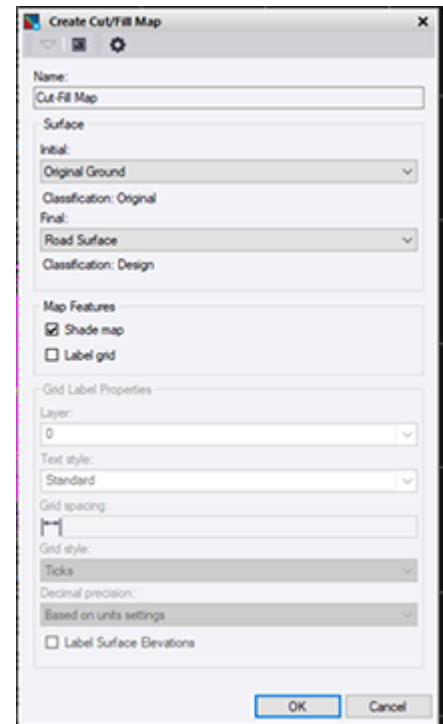 Create Cut/Fill Map
Name:
Cut-Fill Map
Surface
Initial:
Original Ground
Classification: Original
Final:
Road Surface
Classification: Design
Map Features
Shade map
Label grid
Grid Label Properties
Layer:
0
Text style:
Standard
Grid spacing:
Grid style:
Ticks
Decimal precision:
Based on units settings
Label Surface Elevations
OK Cancel